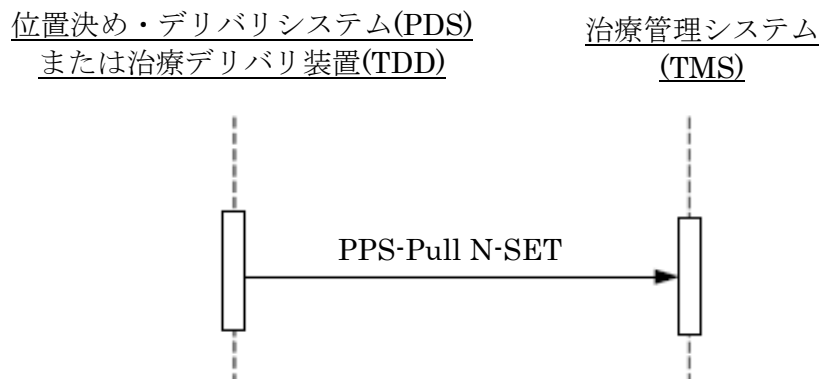 位置決め・デリバリシステム(PDS)
または治療デリバリ装置(TDD)
治療管理システム
(TMS)
PPS-Pull N-SET